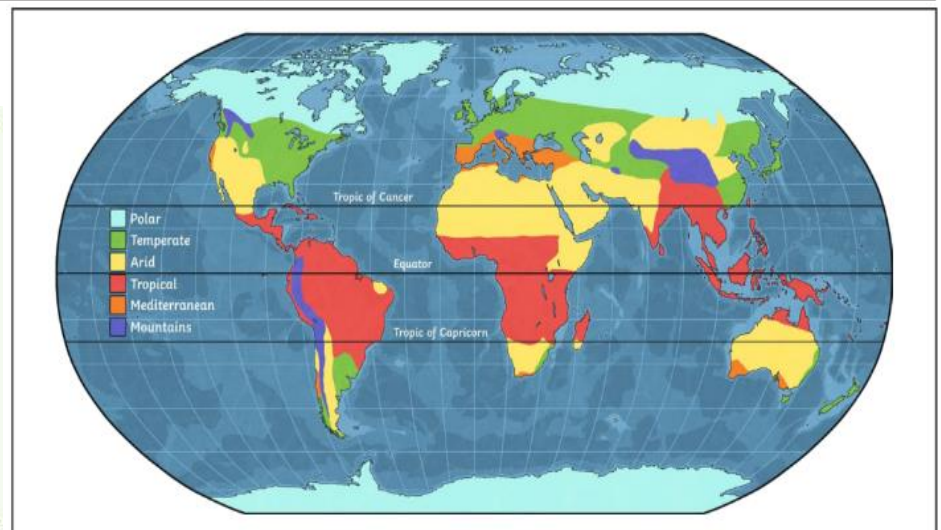 Tropic of Cancer
Polar
Temperate
Arid
Equator
Tropical
Mediterranean
Mountains
Tropic of Capricorn